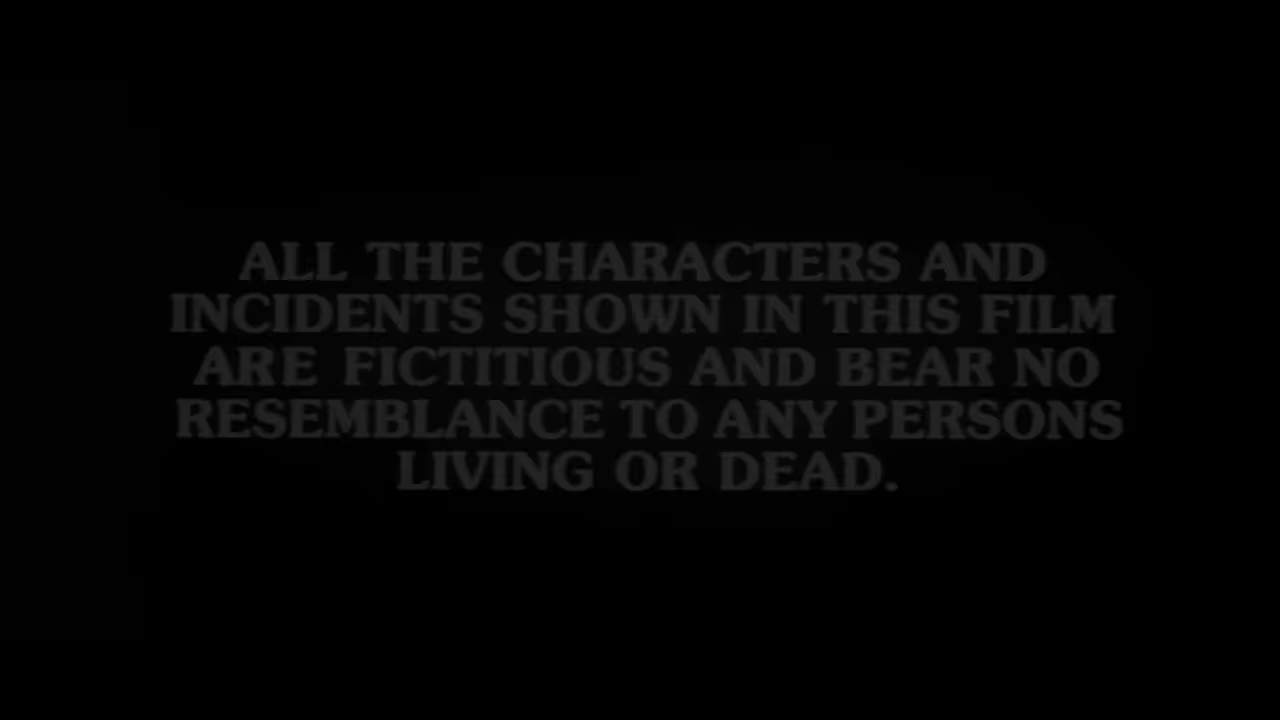 ALL THE CHARACTERS AND
INCIDENTS SHOWN IN THIS FILM
ARE FICTITIOUS AND BEAR NO
RESEMBLANCE TO ANY PERSONS
LIVING OR DEAD.